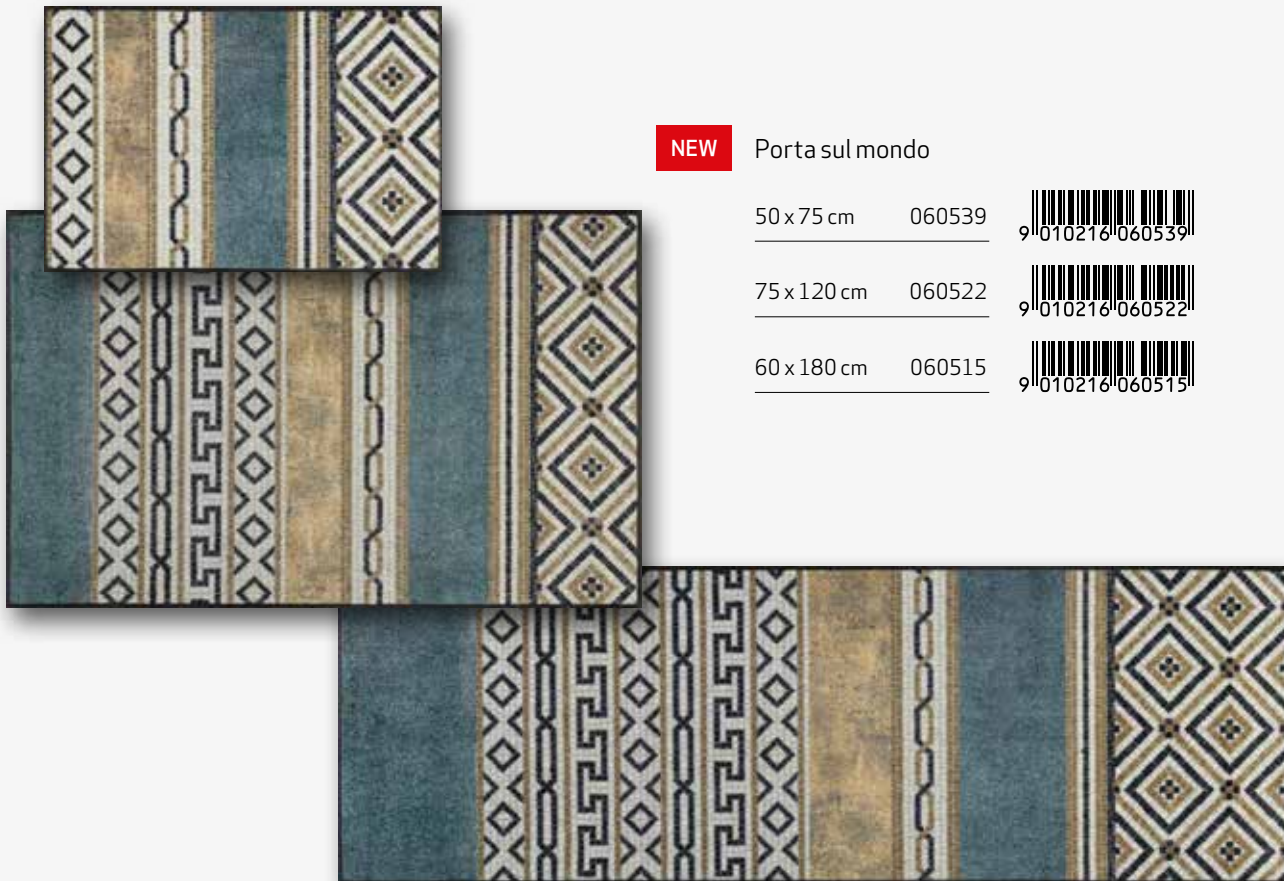 NEW Porta sul mondo
50 x 75 cm 060539
9 010216 060539
75 x 120 cm 060522
9 010216 060522
60 x 180 cm 060515
9 010216 060515